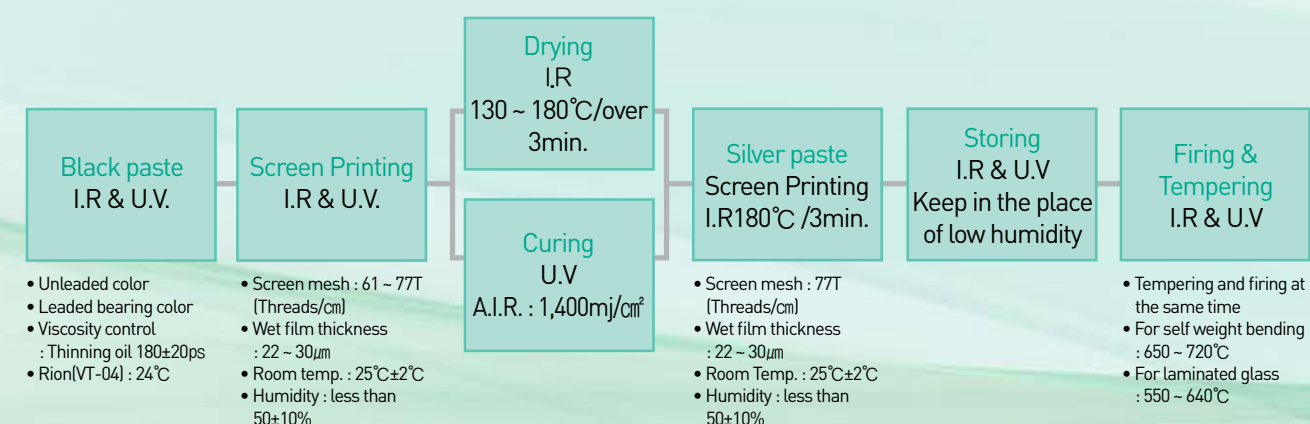 Black paste
I.R & U.V.
• Unleaded color
• Leaded bearing color
• Viscosity control
: Thinning oil 180±20ps
• Rion(VT-04) : 24℃
Screen Printing
I.R & U.V.
• Screen mesh : 61 ~ 77T
(Threads/㎝)
• Wet film thickness
: 22 ~ 30㎛
• Room temp. : 25℃±2℃
• Humidity : less than
50±10%
Drying
I.R
130 ~ 180℃/over
3min.
Curing
U.V
A.I.R. : 1,400mj/㎠
Silver paste
Screen Printing
I.R180℃ /3min.
• Screen mesh : 77T
(Threads/㎝)
• Wet film thickness
: 22 ~ 30㎛
• Room Temp. : 25℃±2℃
• Humidity : less than
50±10%
Storing
I.R & U.V
Keep in the place
of low humidity
Firing &
Tempering
I.R & U.V
• Tempering and firing at
the same time
• For self weight bending
: 650 ~ 720℃
• For laminated glass
: 550 ~ 640℃